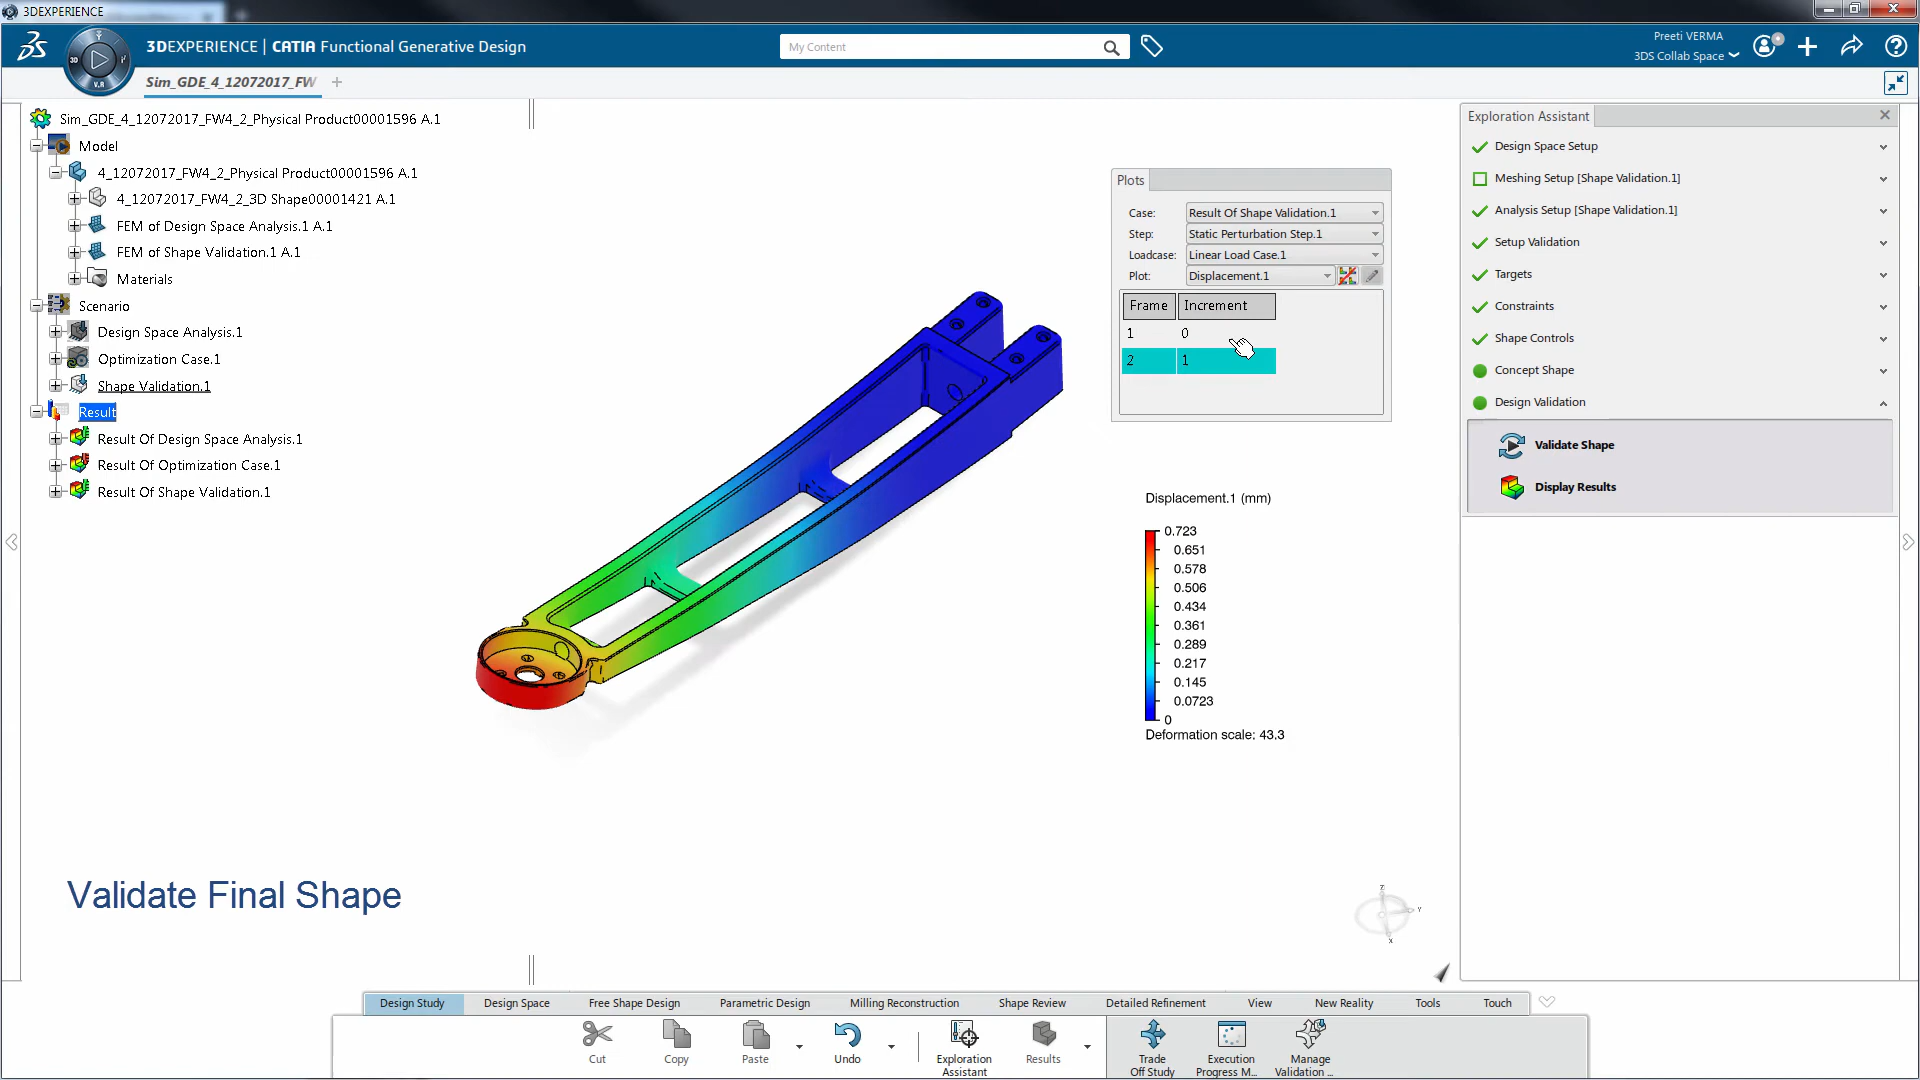 3DEXPERIENCE
3DEXPERIENCE | CATIA Functional Generative Design
My Content
Preeti VERMA
3DS Collab Space
3D
V,R
Sim_GDE_4_12072017_FW
Sim_GDE_4_12072017_FW4_2_Physical Product00001596 A.1
Model
4_12072017_FW4_2_Physical Product00001596 A.1
4_12072017_FW4_2_3D Shape00001421 A.1
FEM of Design Space Analysis.1 A.1
FEM of Shape Validation.1 A.1
Materials
Scenario
Design Space Analysis.1
Optimization Case.1
Shape Validation.1
Result
Result Of Design Space Analysis.1
Result Of Optimization Case.1
Result Of Shape Validation.1
Plots
Case: Result Of Shape Validation.1
Step: Static Perturbation Step.1
Loadcase: Linear Load Case.1
Plot: Displacement.1
Frame Increment
1 0
2 1
Displacement.1 (mm)
0.723
0.651
0.578
0.506
0.434
0.361
0.289
0.217
0.145
0.0723
0
Deformation scale: 43.3
Exploration Assistant
Design Space Setup
Meshing Setup [Shape Validation.1]
Analysis Setup [Shape Validation.1]
Setup Validation
Targets
Constraints
Shape Controls
Concept Shape
Design Validation
Validate Shape
Display Results
Validate Final Shape
Z
Y
X
Design Study Design Space Free Shape Design Parametric Design Milling Reconstruction Shape Review Detailed Refinement View New Reality Tools Touch
Cut
Copy
Paste
Undo
Exploration
Assistant
Results
Trade
Off Study
Execution
Progress M...
Manage
Validation ...